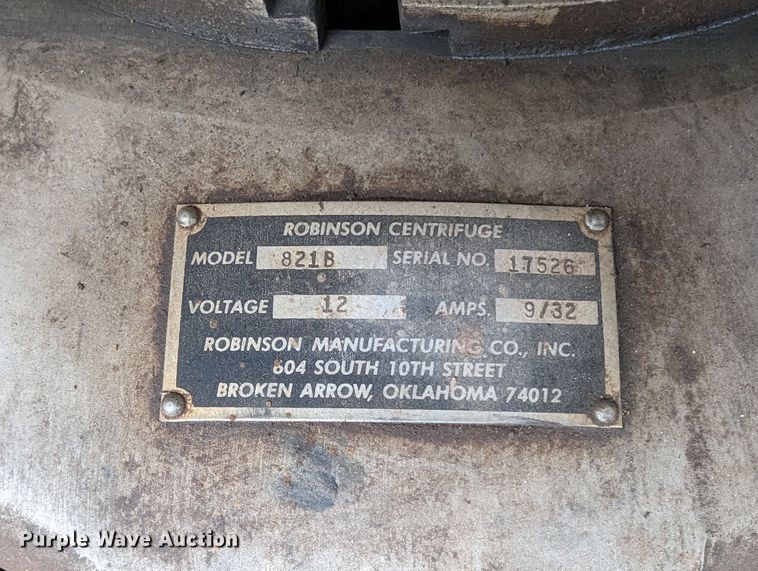 ROBINSON CENTRIFUGE
MODEL 821B SERIAL NO. 17526
VOLTAGE 12 AMPS. 9/32
ROBINSON MANUFACTURING CO., INC.
604 SOUTH 10TH STREET
BROKEN ARROW, OKLAHOMA 74012
Purple Wave Auction